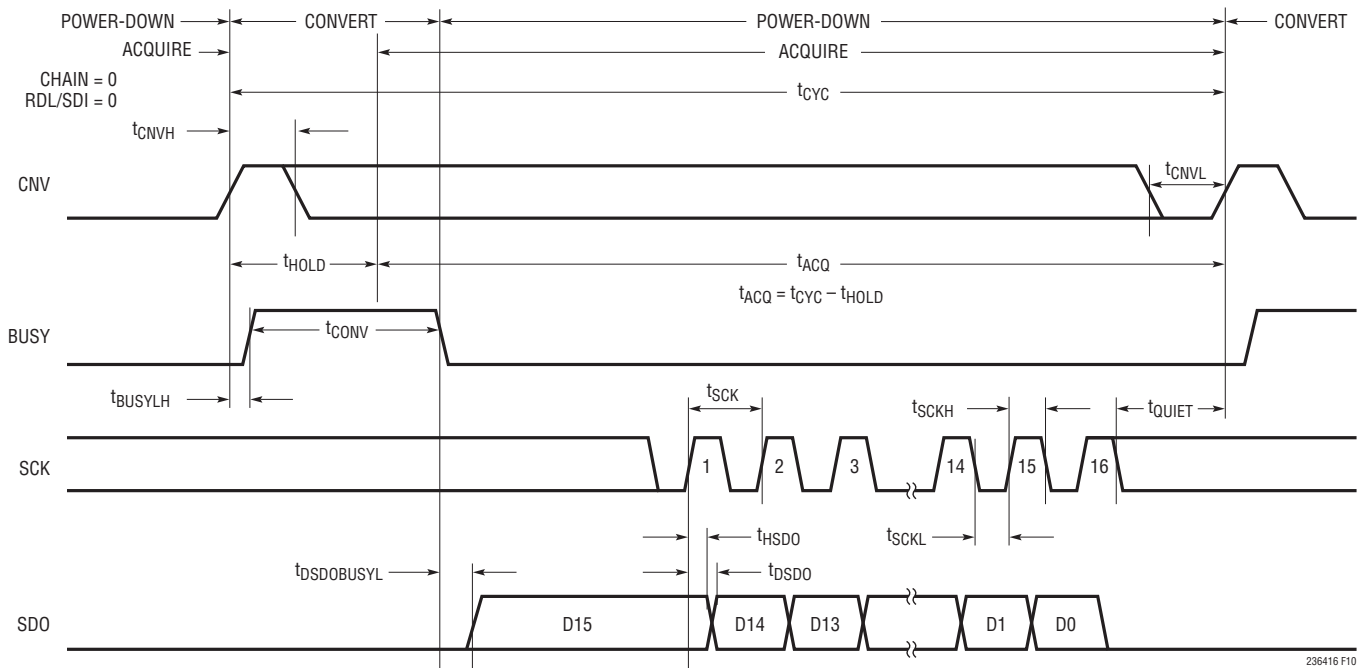 POWER-DOWN CONVERT POWER-DOWN CONVERT
ACQUIRE ACQUIRE
CHAIN = 0
RDL/SDI = 0
tCYC
tCNVH
CNV
tCNVL
tHOLD tACQ
tACQ = tCYC – tHOLD
BUSY
tCONV
tBUSYLH
tSCK
tSCKH
tQUIET
SCK
1 2 3 14 15 16
tHSDO
tSCKL
tDSDOBUSYL
tDSDO
SDO
D15 D14 D13 D1 D0
236416 F10